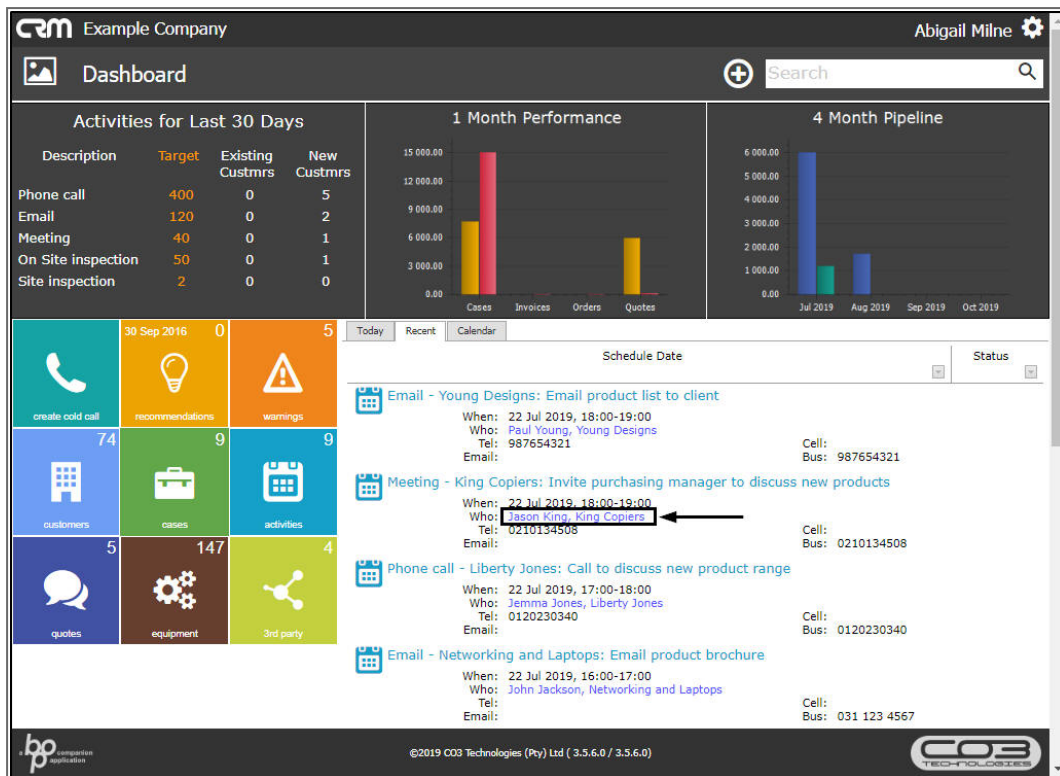 CRM Example Company
Abigail Milne
Dashboard
Search
Activities for Last 30 Days
Description Target Existing Custmrs New Custmrs
Phone call 400 0 5
Email 120 0 2
Meeting 40 0 1
On Site inspection 50 0 1
Site inspection 2 0 0
1 Month Performance
15 000.00
12 000.00
9 000.00
6 000.00
3 000.00
0.00
Cases Invoices Orders Quotes
4 Month Pipeline
6 000.00
5 000.00
4 000.00
3 000.00
2 000.00
1 000.00
0.00
Jul 2019 Aug 2019 Sep 2019 Oct 2019
create cold call
30 Sep 2016 0
recommendations
5
warnings
74
customers
9
cases
9
activities
5
quotes
147
equipment
4
3rd party
Today Recent Calendar
Schedule Date Status
Email - Young Designs: Email product list to client
When: 22 Jul 2019, 18:00-19:00
Who: Paul Young, Young Designs
Tel: 987654321 Cell:
Email: Bus: 987654321
Meeting - King Copiers: Invite purchasing manager to discuss new products
When: 22 Jul 2019, 18:00-19:00
Who: Jason King, King Copiers
Tel: 0210134508 Cell:
Email: Bus: 0210134508
Phone call - Liberty Jones: Call to discuss new product range
When: 22 Jul 2019, 17:00-18:00
Who: Jemma Jones, Liberty Jones
Tel: 0120230340 Cell:
Email: Bus: 0120230340
Email - Networking and Laptops: Email product brochure
When: 22 Jul 2019, 16:00-17:00
Who: John Jackson, Networking and Laptops
Tel: Cell:
Email: Bus: 031 123 4567
a bp companion application
©2019 CO3 Technologies (Pty) Ltd ( 3.5.6.0 / 3.5.6.0)
CO3
TECHNOLOGIES